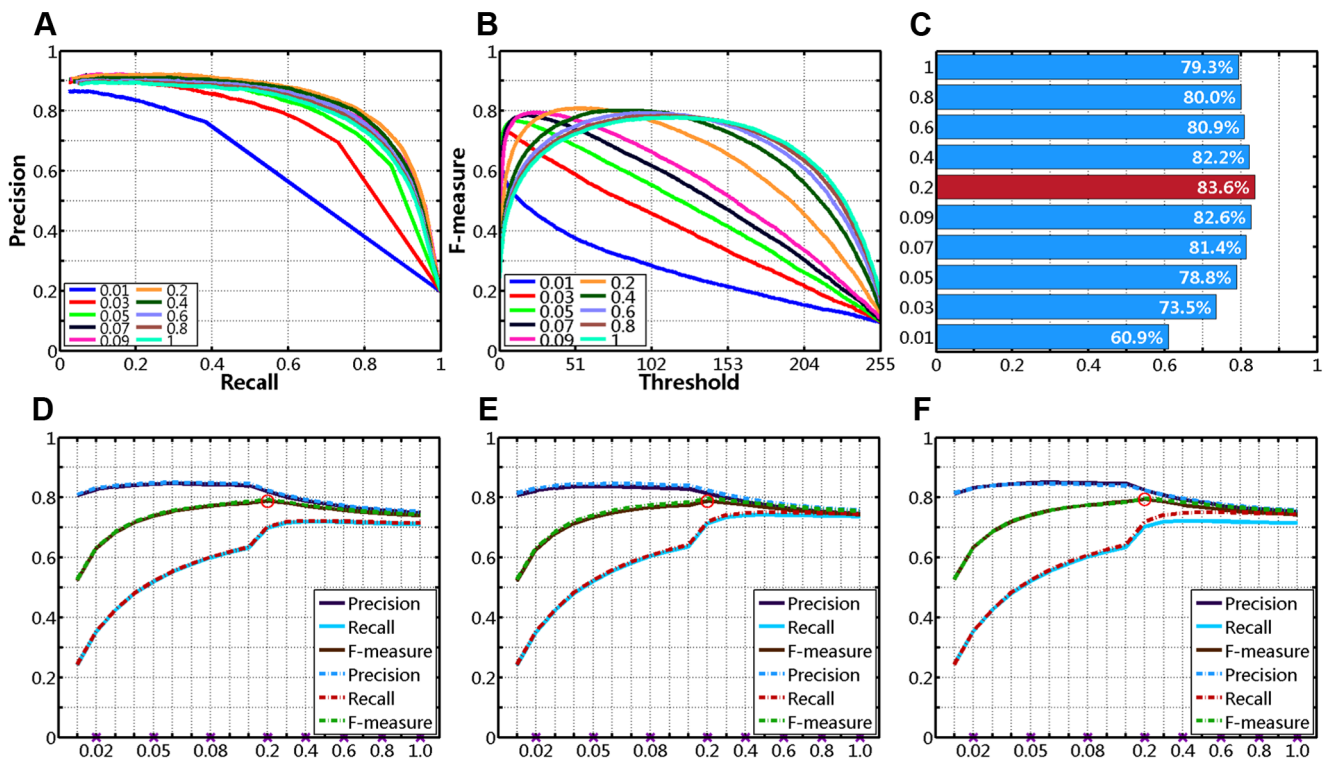 A
B
C
1
0.8
0.6
0.4
0.2
0
Precision
0.01
0.03
0.05
0.07
0.09
0.2
0.4
0.6
0.8
1
0 0.2 0.4 0.6 0.8 1
Recall
1
0.8
0.6
0.4
0.2
0
F-measure
0.01
0.03
0.05
0.07
0.09
0.2
0.4
0.6
0.8
1
0 51 102 153 204 255
Threshold
1 79.3%
0.8 80.0%
0.6 80.9%
0.4 82.2%
0.2 83.6%
0.09 82.6%
0.07 81.4%
0.05 78.8%
0.03 73.5%
0.01 60.9%
0 0.2 0.4 0.6 0.8 1
D
E
F
1
0.8
0.6
0.4
0.2
0
Precision
Recall
F-measure
Precision
Recall
F-measure
0.02 0.05 0.08 0.2 0.4 0.6 0.8 1.0
1
0.8
0.6
0.4
0.2
0
Precision
Recall
F-measure
Precision
Recall
F-measure
0.02 0.05 0.08 0.2 0.4 0.6 0.8 1.0
1
0.8
0.6
0.4
0.2
0
Precision
Recall
F-measure
Precision
Recall
F-measure
0.02 0.05 0.08 0.2 0.4 0.6 0.8 1.0